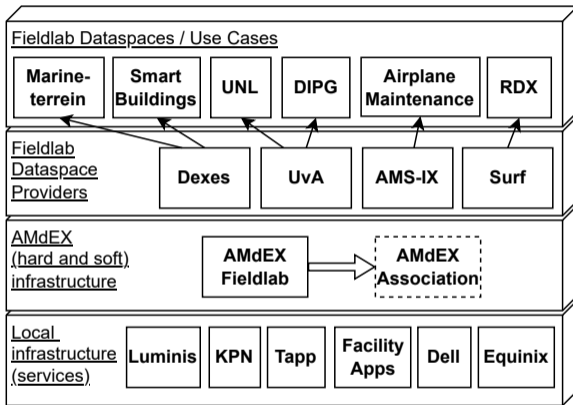 Fieldlab Dataspaces / Use Cases
Marine-
terrein
Smart
Buildings
UNL
DIPG
Airplane
Maintenance
RDX
Fieldlab
Dataspace
Providers
Dexes
UvA
AMS-IX
Surf
AMdEX
(hard and soft)
infrastructure
AMdEX
Fieldlab
AMdEX
Association
Local
infrastructure
(services)
Luminis
KPN
Tapp
Facility
Apps
Dell
Equinix